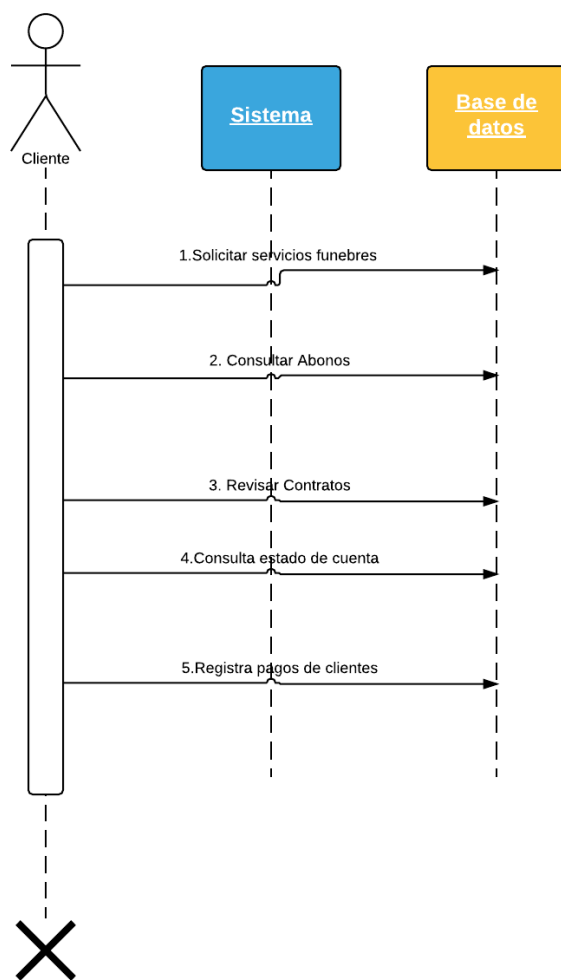 Cliente
Sistema
Base de
datos
1.Solicitar servicios funebres
2. Consultar Abonos
3. Revisar Contratos
4.Consulta estado de cuenta
5.Registra pagos de clientes